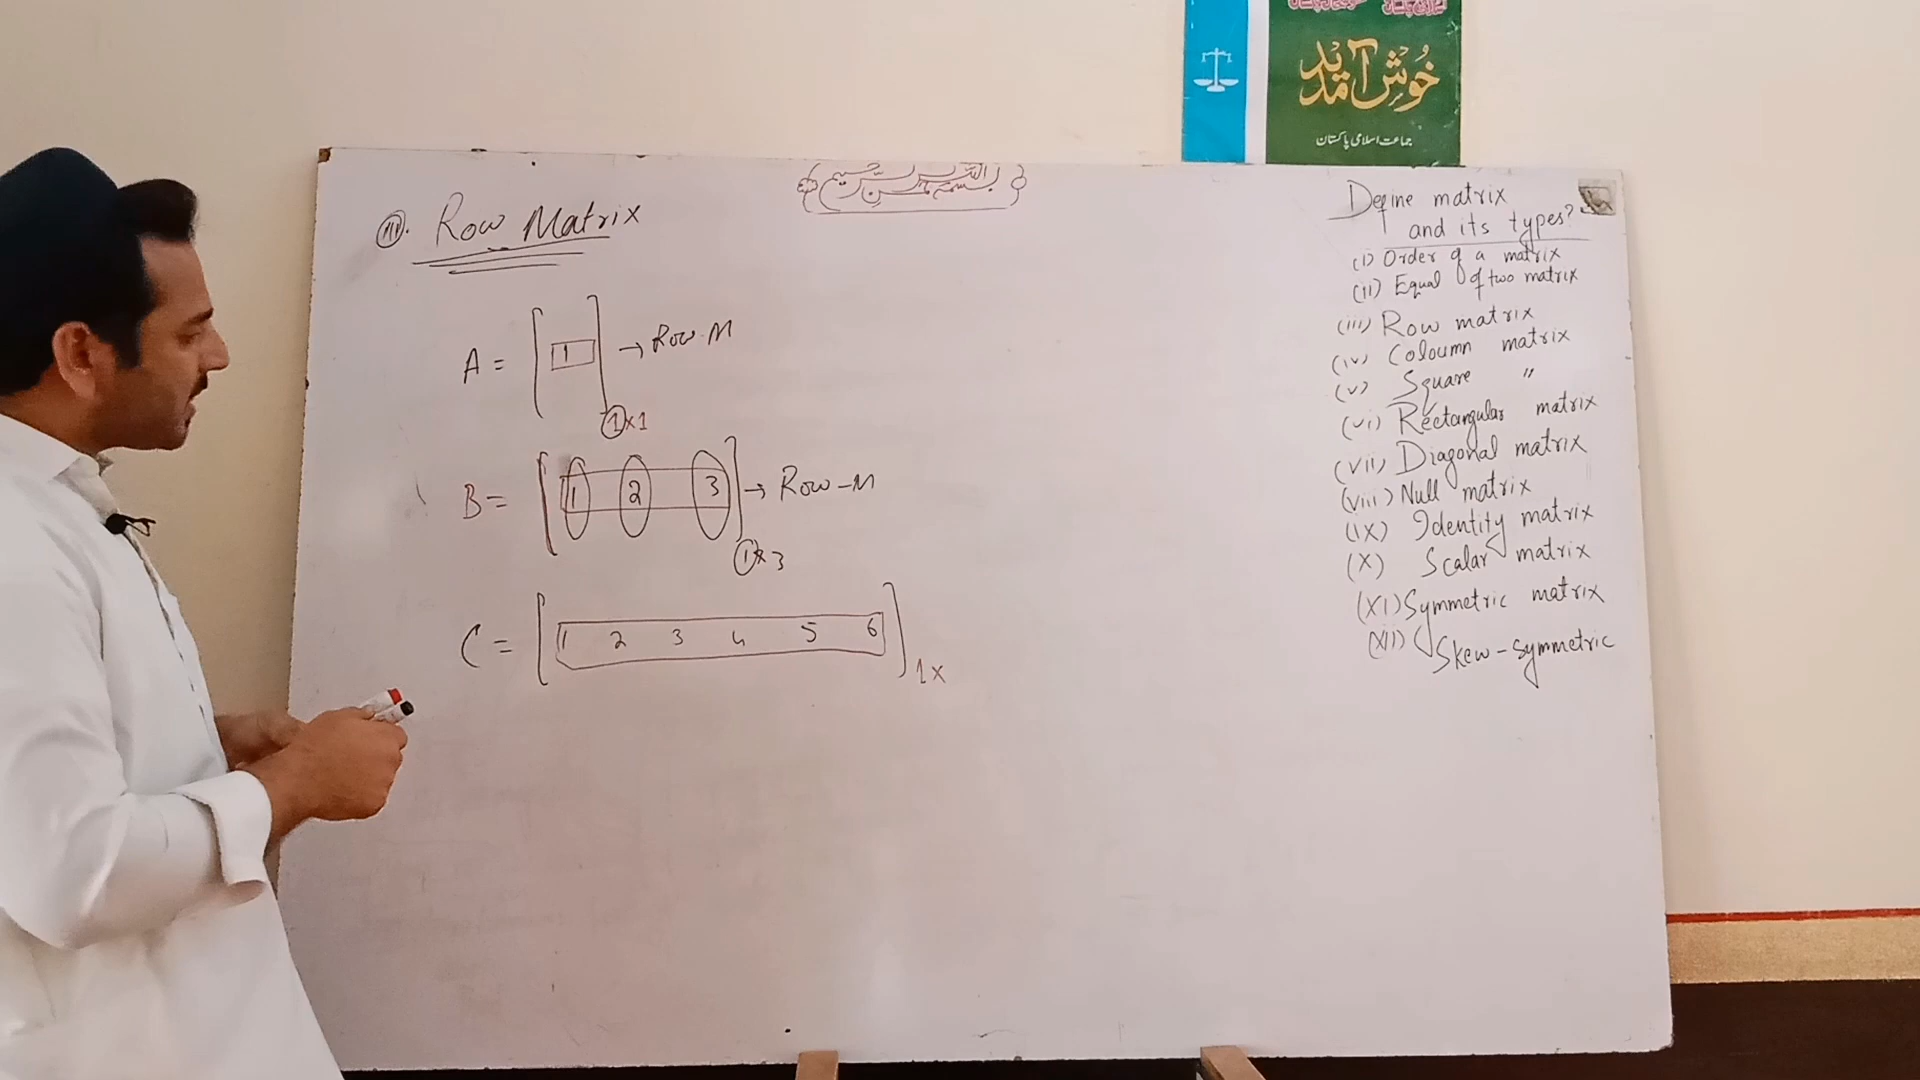 خوش آمدید
جماعت اسلامی پاکستان
بسم اللہ الرحمن الرحیم
(iii). Row Matrix
A = [1] → Row-M
1x1
B = [1 2 3] → Row-M
1x3
C = [1 2 3 4 5 6]
1x
Define matrix
and its types?
(i) Order of a matrix
(ii) Equal of two matrix
(iii) Row matrix
(iv) Coloumn matrix
(v) Square "
(vi) Rectangular matrix
(vii) Diagonal matrix
(viii) Null matrix
(ix) Identity matrix
(x) Scalar matrix
(xi) Symmetric matrix
(xii) Skew-symmetric